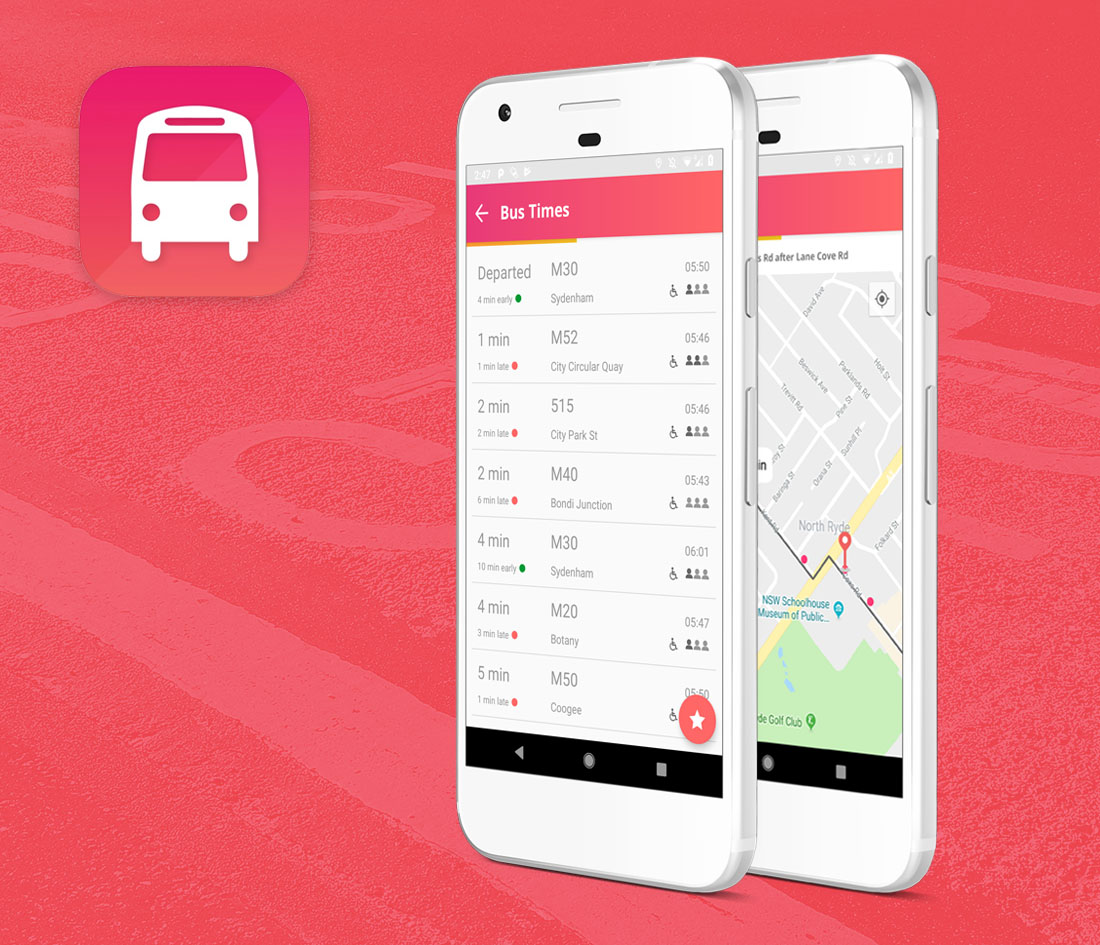 2:47
Bus Times
Departed M30 05:50
4 min early Sydenham
1 min M52 05:46
1 min late City Circular Quay
2 min 515 05:46
2 min late City Park St
2 min M40 05:43
6 min late Bondi Junction
4 min M30 06:01
10 min early Sydenham
4 min M20 05:47
3 min late Botany
5 min M50 05:50
1 min late Coogee
Rd after Lane Cove Rd
David Ave
Holt St
Beswick Ave
Parklands Rd
Trevitt Rd
Pine St
Sunhill Pl
in
Orana St
Baringa St
North Ryde
Folkard St
NSW Schoolhouse
Museum of Public...
de Golf Club